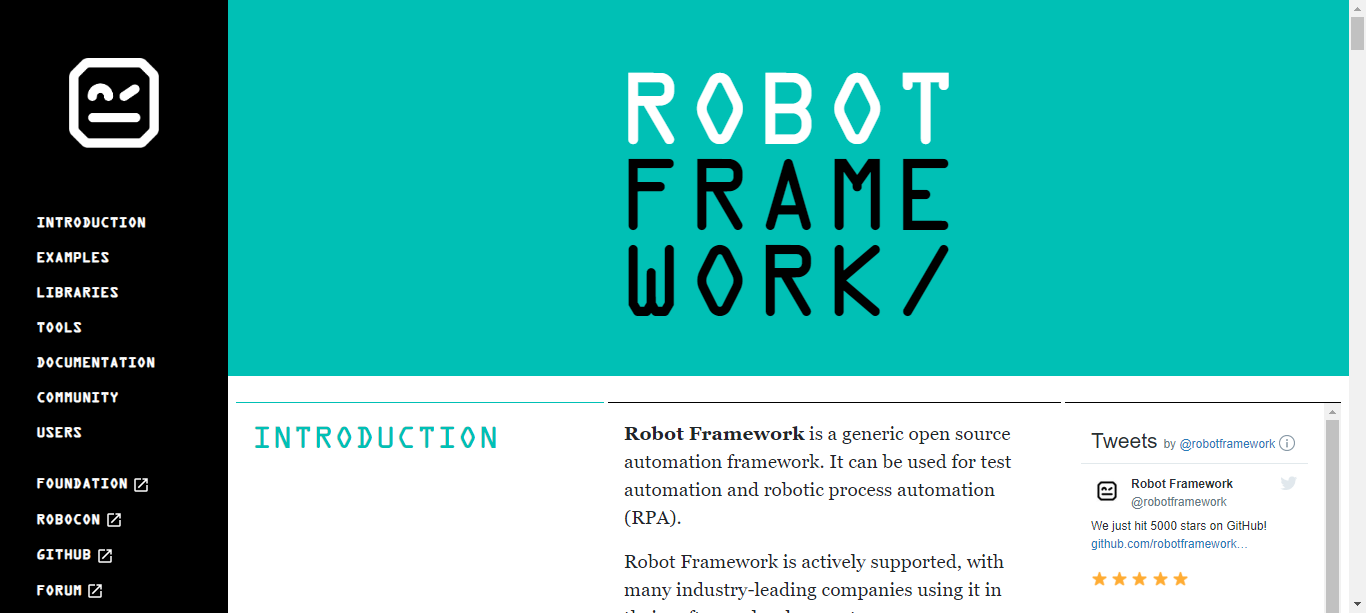 INTRODUCTION
EXAMPLES
LIBRARIES
TOOLS
DOCUMENTATION
COMMUNITY
USERS
FOUNDATION
ROBOCON
GITHUB
FORUM
ROBOT
FRAME
WORK/
INTRODUCTION
Robot Framework is a generic open source
automation framework. It can be used for test
automation and robotic process automation
(RPA).
Robot Framework is actively supported, with
many industry-leading companies using it in
Tweets by @robotframework
Robot Framework
@robotframework
We just hit 5000 stars on GitHub!
github.com/robotframework…